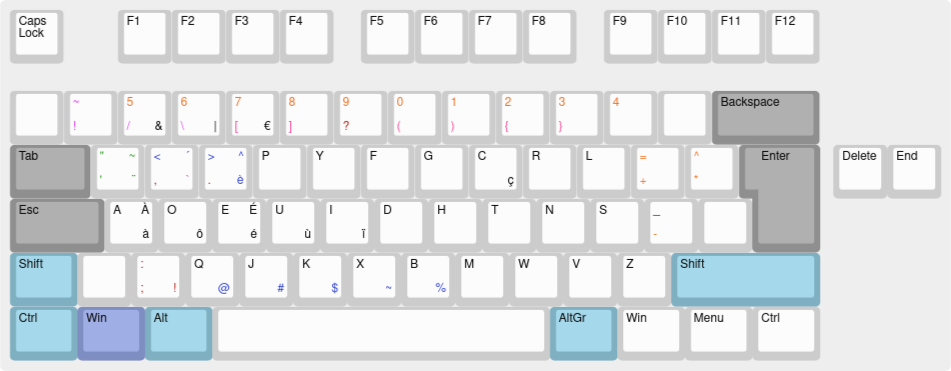 Caps
Lock
F1 F2 F3 F4 F5 F6 F7 F8 F9 F10 F11 F12
~ 5 6 7 8 9 0 1 2 3 4 Backspace
! / & \ | [ € ] ? ( ) { }
Tab " ~ < ´ > ^ P Y F G C R L = ^ Enter Delete End
' ¨ , ` . è ç + *
Esc A À O E É U I D H T N S _
à ô é ù ï -
Shift : Q J K X B M W V Z Shift
; ! @ # $ ~ %
Ctrl Win Alt AltGr Win Menu Ctrl